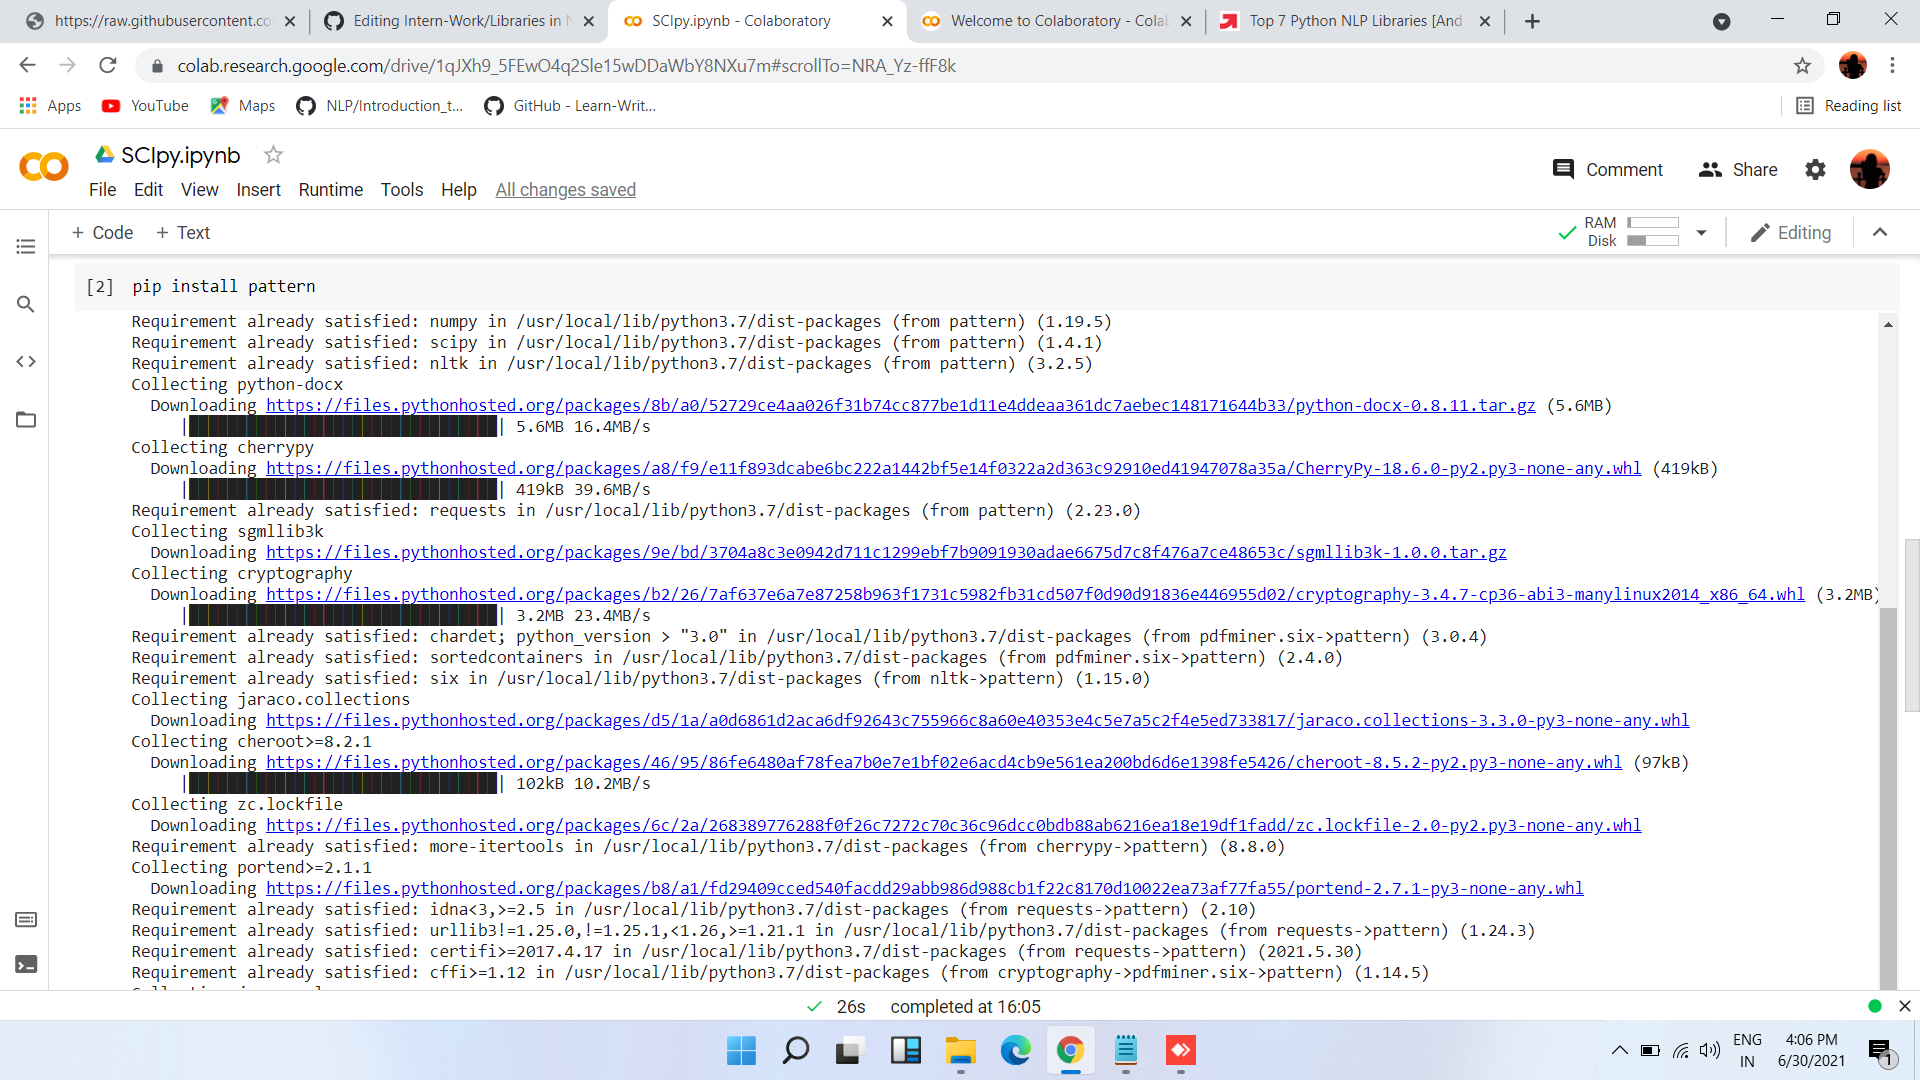 https://raw.githubusercontent.co
Editing Intern-Work/Libraries in N
SCIpy.ipynb - Colaboratory
Welcome to Colaboratory - Colab
Top 7 Python NLP Libraries [And
colab.research.google.com/drive/1qJXh9_5FEwO4q2Sle15wDDaWbY8NXu7m#scrollTo=NRA_Yz-ffF8k
Apps
YouTube
Maps
NLP/Introduction_t...
GitHub - Learn-Writ...
Reading list
SCIpy.ipynb
Comment
Share
File Edit View Insert Runtime Tools Help All changes saved
+ Code + Text
RAM
Disk
Editing
[2] pip install pattern
Requirement already satisfied: numpy in /usr/local/lib/python3.7/dist-packages (from pattern) (1.19.5)
Requirement already satisfied: scipy in /usr/local/lib/python3.7/dist-packages (from pattern) (1.4.1)
Requirement already satisfied: nltk in /usr/local/lib/python3.7/dist-packages (from pattern) (3.2.5)
Collecting python-docx
Downloading https://files.pythonhosted.org/packages/8b/a0/52729ce4aa026f31b74cc877be1d11e4ddeaa361dc7aebec148171644b33/python-docx-0.8.11.tar.gz (5.6MB)
| | 5.6MB 16.4MB/s
Collecting cherrypy
Downloading https://files.pythonhosted.org/packages/a8/f9/e11f893dcabe6bc222a1442bf5e14f0322a2d363c92910ed41947078a35a/CherryPy-18.6.0-py2.py3-none-any.whl (419kB)
| | 419kB 39.6MB/s
Requirement already satisfied: requests in /usr/local/lib/python3.7/dist-packages (from pattern) (2.23.0)
Collecting sgmllib3k
Downloading https://files.pythonhosted.org/packages/9e/bd/3704a8c3e0942d711c1299ebf7b9091930adae6675d7c8f476a7ce48653c/sgmllib3k-1.0.0.tar.gz
Collecting cryptography
Downloading https://files.pythonhosted.org/packages/b2/26/7af637e6a7e87258b963f1731c5982fb31cd507f0d90d91836e446955d02/cryptography-3.4.7-cp36-abi3-manylinux2014_x86_64.whl (3.2MB)
| | 3.2MB 23.4MB/s
Requirement already satisfied: chardet; python_version > "3.0" in /usr/local/lib/python3.7/dist-packages (from pdfminer.six->pattern) (3.0.4)
Requirement already satisfied: sortedcontainers in /usr/local/lib/python3.7/dist-packages (from pdfminer.six->pattern) (2.4.0)
Requirement already satisfied: six in /usr/local/lib/python3.7/dist-packages (from nltk->pattern) (1.15.0)
Collecting jaraco.collections
Downloading https://files.pythonhosted.org/packages/d5/1a/a0d6861d2aca6df92643c755966c8a60e40353e4c5e7a5c2f4e5ed733817/jaraco.collections-3.3.0-py3-none-any.whl
Collecting cheroot>=8.2.1
Downloading https://files.pythonhosted.org/packages/46/95/86fe6480af78fea7b0e7e1bf02e6acd4cb9e561ea200bd6d6e1398fe5426/cheroot-8.5.2-py2.py3-none-any.whl (97kB)
| | 102kB 10.2MB/s
Collecting zc.lockfile
Downloading https://files.pythonhosted.org/packages/6c/2a/268389776288f0f26c7272c70c36c96dcc0bdb88ab6216ea18e19df1fadd/zc.lockfile-2.0-py2.py3-none-any.whl
Requirement already satisfied: more-itertools in /usr/local/lib/python3.7/dist-packages (from cherrypy->pattern) (8.8.0)
Collecting portend>=2.1.1
Downloading https://files.pythonhosted.org/packages/b8/a1/fd29409cced540facdd29abb986d988cb1f22c8170d10022ea73af77fa55/portend-2.7.1-py3-none-any.whl
Requirement already satisfied: idna<3,>=2.5 in /usr/local/lib/python3.7/dist-packages (from requests->pattern) (2.10)
Requirement already satisfied: urllib3!=1.25.0,!=1.25.1,<1.26,>=1.21.1 in /usr/local/lib/python3.7/dist-packages (from requests->pattern) (1.24.3)
Requirement already satisfied: certifi>=2017.4.17 in /usr/local/lib/python3.7/dist-packages (from requests->pattern) (2021.5.30)
Requirement already satisfied: cffi>=1.12 in /usr/local/lib/python3.7/dist-packages (from cryptography->pdfminer.six->pattern) (1.14.5)
26s completed at 16:05
ENG
IN
4:06 PM
6/30/2021
1